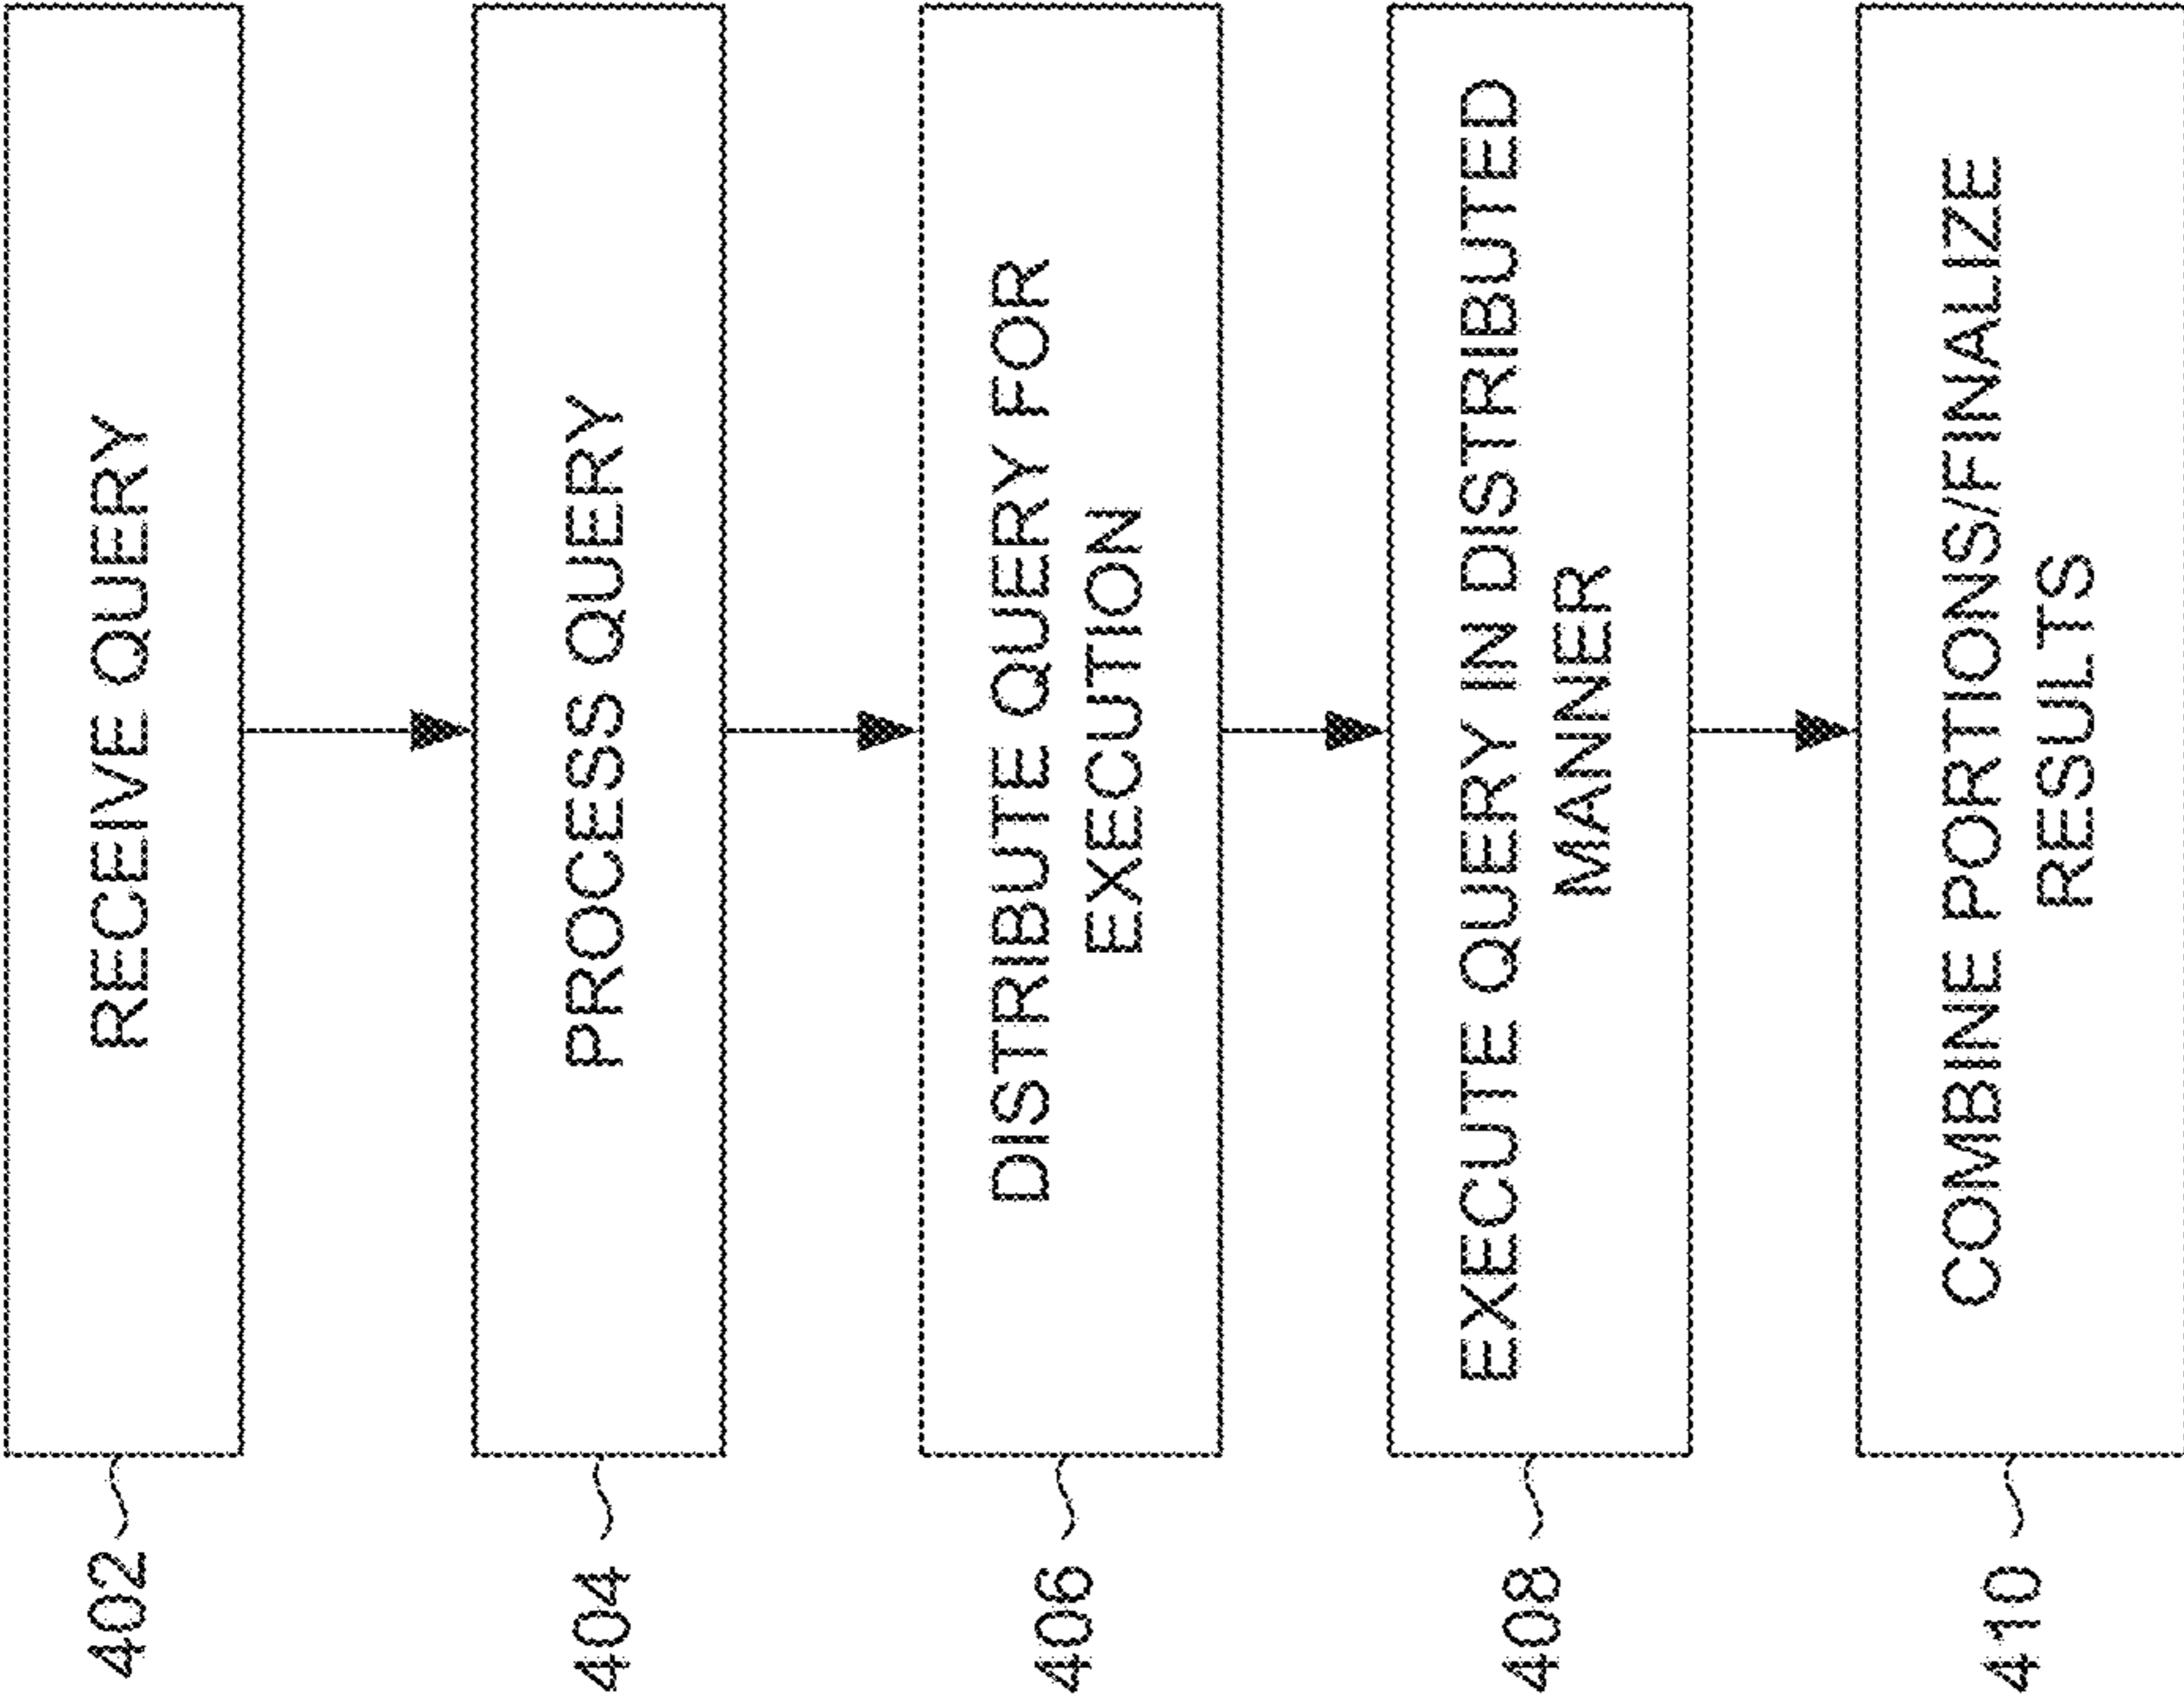 402
RECEIVE QUERY
404
PROCESS QUERY
406
DISTRIBUTE QUERY FOR
EXECUTION
408
EXECUTE QUERY IN DISTRIBUTED
MANNER
410
COMBINE PORTIONS/FINALIZE
RESULTS